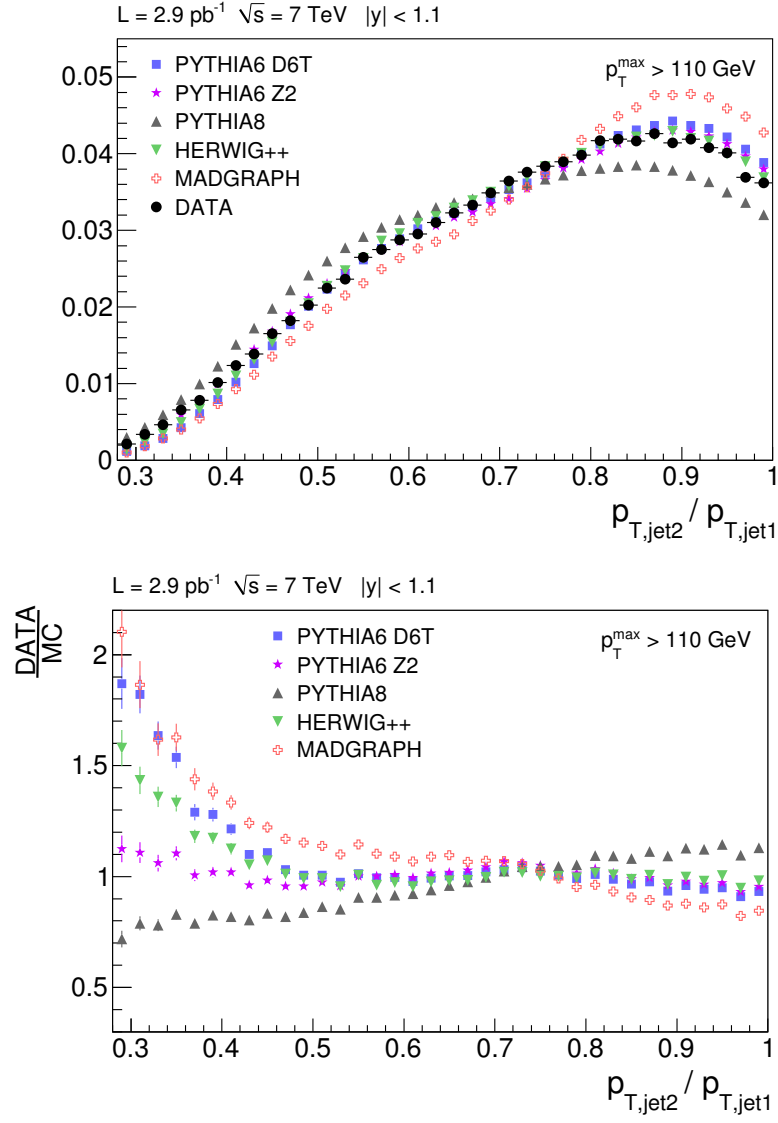 L = 2.9 pb⁻¹ √s = 7 TeV |y| < 1.1
PYTHIA6 D6T
PYTHIA6 Z2
PYTHIA8
HERWIG++
MADGRAPH
DATA
p_T^max > 110 GeV
0.05
0.04
0.03
0.02
0.01
0
0.3 0.4 0.5 0.6 0.7 0.8 0.9 1
p_T,jet2 / p_T,jet1
L = 2.9 pb⁻¹ √s = 7 TeV |y| < 1.1
DATA
MC
PYTHIA6 D6T
PYTHIA6 Z2
PYTHIA8
HERWIG++
MADGRAPH
p_T^max > 110 GeV
2
1.5
1
0.5
0.3 0.4 0.5 0.6 0.7 0.8 0.9 1
p_T,jet2 / p_T,jet1